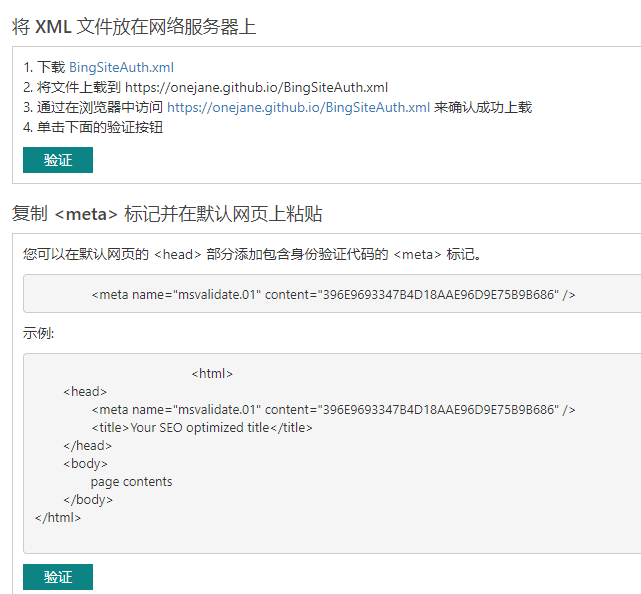 将 XML 文件放在网络服务器上
1. 下载 BingSiteAuth.xml
2. 将文件上载到 https://onejane.github.io/BingSiteAuth.xml
3. 通过在浏览器中访问 https://onejane.github.io/BingSiteAuth.xml 来确认成功上载
4. 单击下面的验证按钮
验证
复制 <meta> 标记并在默认网页上粘贴
您可以在默认网页的 <head> 部分添加包含身份验证代码的 <meta> 标记。
<meta name="msvalidate.01" content="396E9693347B4D18AAE96D9E75B9B686" />
示例:
<html>
<head>
<meta name="msvalidate.01" content="396E9693347B4D18AAE96D9E75B9B686" />
<title>Your SEO optimized title</title>
</head>
<body>
page contents
</body>
</html>
验证